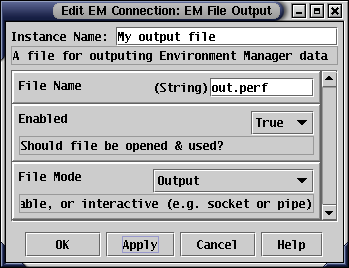 Edit EM Connection: EM File Output
Instance Name: My output file
A file for outputing Environment Manager data
File Name (String) out.perf
Enabled True
Should file be opened & used?
File Mode Output
able, or interactive (e.g. socket or pipe)
OK Apply Cancel Help